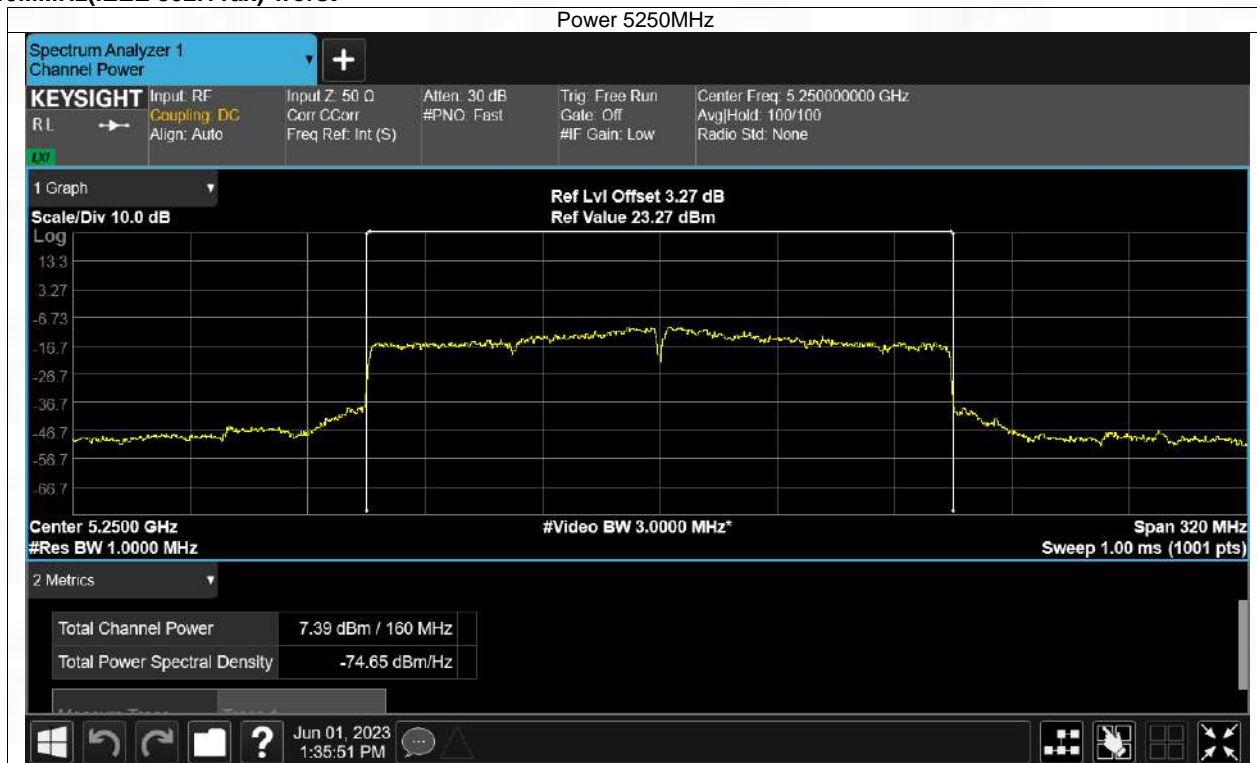 Power 5250MHz
Spectrum Analyzer 1
Channel Power
KEYSIGHT
Input: RF
Input Z: 50 Ω
Atten: 30 dB
Trig: Free Run
Center Freq: 5.250000000 GHz
RL
Coupling: DC
Corr CCorr
#PNO: Fast
Gate: Off
Avg|Hold: 100/100
Align: Auto
Freq Ref: Int (S)
#IF Gain: Low
Radio Std: None
LXI
1 Graph
Ref Lvl Offset 3.27 dB
Scale/Div 10.0 dB
Ref Value 23.27 dBm
Log
13.3
3.27
-6.73
-16.7
-26.7
-36.7
-46.7
-56.7
-66.7
Center 5.2500 GHz
#Video BW 3.0000 MHz*
Span 320 MHz
#Res BW 1.0000 MHz
Sweep 1.00 ms (1001 pts)
2 Metrics
Total Channel Power
7.39 dBm / 160 MHz
Total Power Spectral Density
-74.65 dBm/Hz
?
Jun 01, 2023
1:35:51 PM